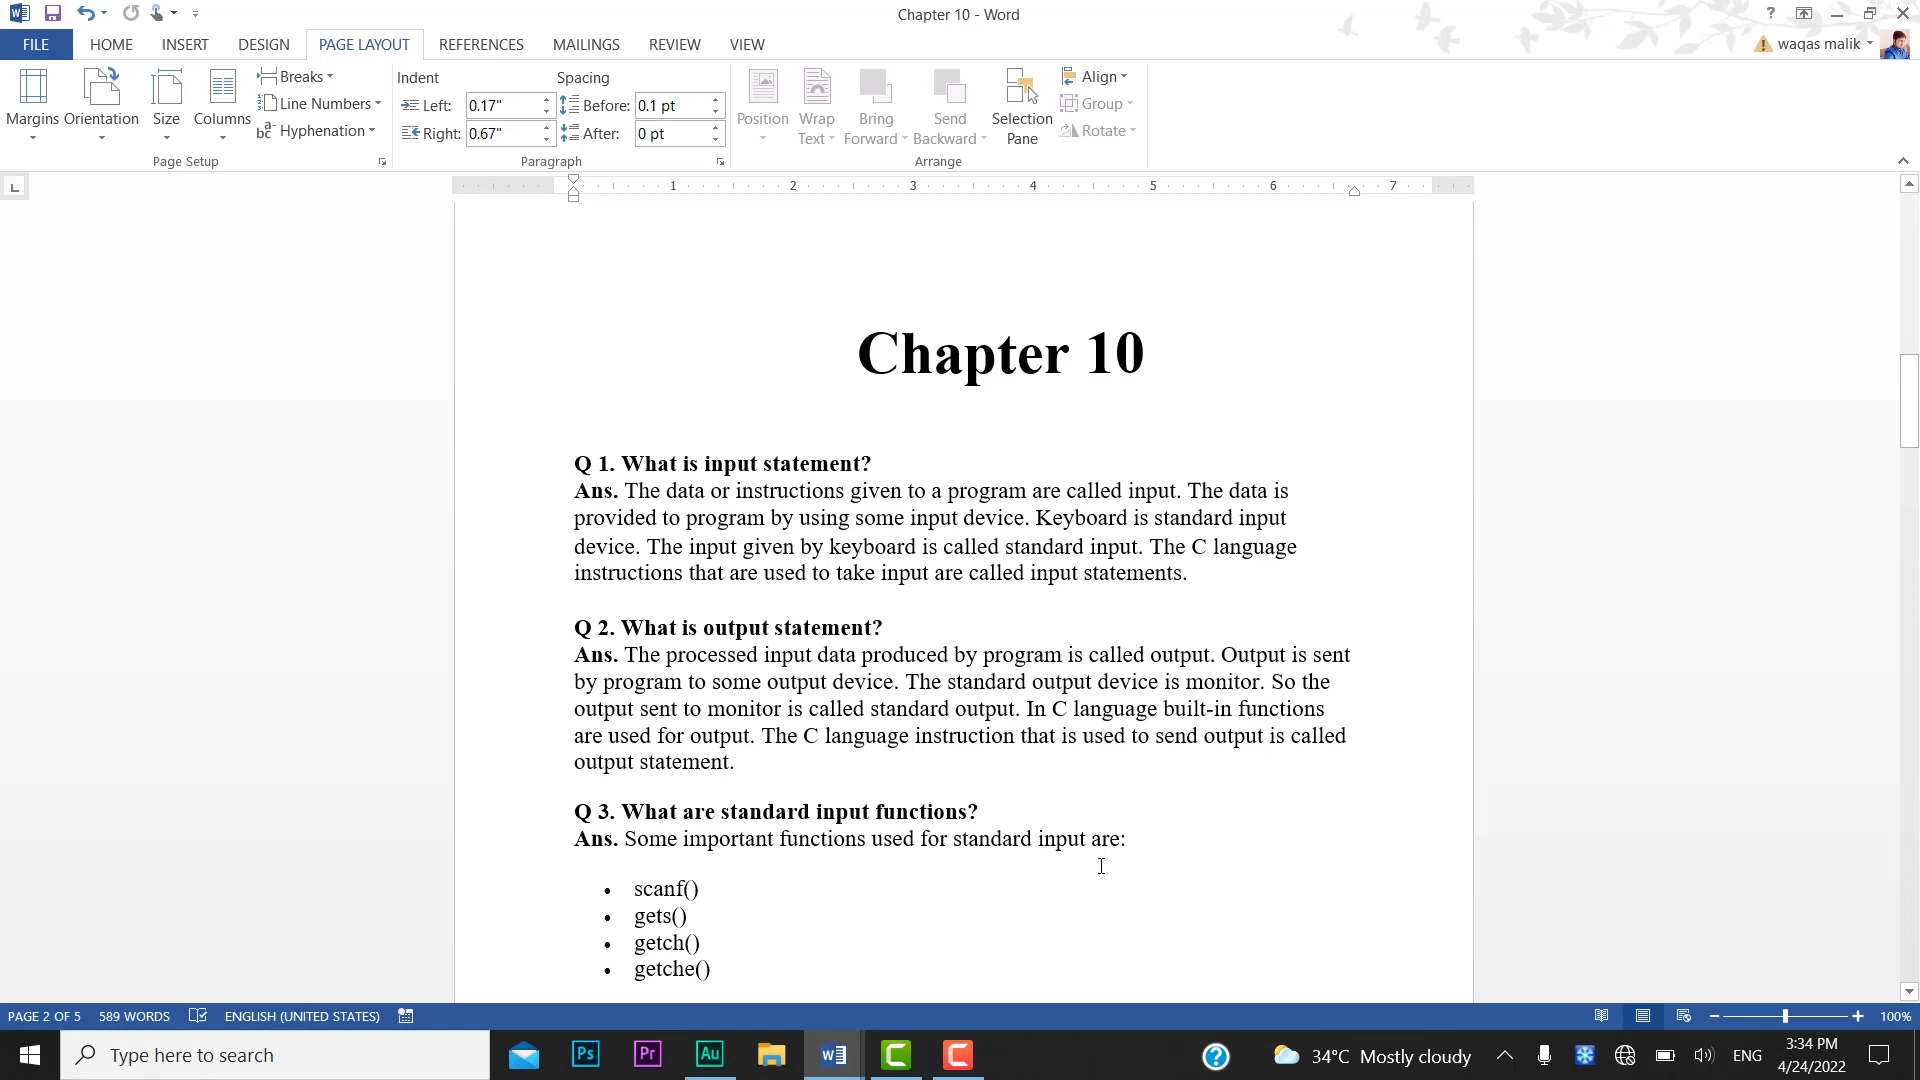 Chapter 10 - Word
?
FILE HOME INSERT DESIGN PAGE LAYOUT REFERENCES MAILINGS REVIEW VIEW
waqas malik
Breaks
Line Numbers
Hyphenation
Margins Orientation Size Columns
Page Setup
Indent
Spacing
Left: 0.17"
Before: 0.1 pt
Right: 0.67"
After: 0 pt
Paragraph
Position
Wrap
Text
Bring
Forward
Send
Backward
Selection
Pane
Align
Group
Rotate
Arrange
1 2 3 4 5 6 7
Chapter 10
Q 1. What is input statement?
Ans. The data or instructions given to a program are called input. The data is
provided to program by using some input device. Keyboard is standard input
device. The input given by keyboard is called standard input. The C language
instructions that are used to take input are called input statements.
Q 2. What is output statement?
Ans. The processed input data produced by program is called output. Output is sent
by program to some output device. The standard output device is monitor. So the
output sent to monitor is called standard output. In C language built-in functions
are used for output. The C language instruction that is used to send output is called
output statement.
Q 3. What are standard input functions?
Ans. Some important functions used for standard input are:
• scanf()
• gets()
• getch()
• getche()
PAGE 2 OF 5 589 WORDS ENGLISH (UNITED STATES) 100%
Type here to search
Ps
Pr
Au
34°C Mostly cloudy
ENG
3:34 PM
4/24/2022